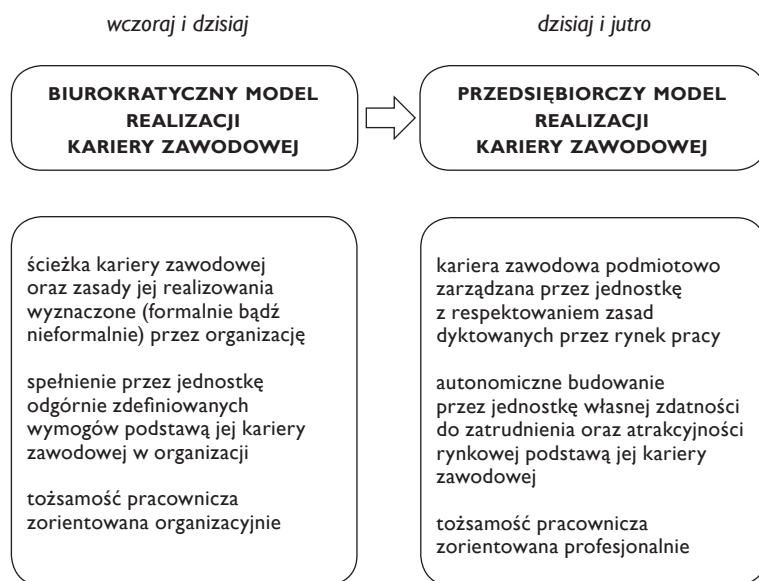 wczoraj i dzisiaj
BIUROKRATYCZNY MODEL
REALIZACJI
KARIERY ZAWODOWEJ
ścieżka kariery zawodowej
oraz zasady jej realizowania
wyznaczone (formalnie bądź
nieformalnie) przez organizację
spełnienie przez jednostkę
odgórnie zdefiniowanych
wymogów podstawą jej kariery
zawodowej w organizacji
tożsamość pracownicza
zorientowana organizacyjnie
dzisiaj i jutro
PRZEDSIĘBIORCZY MODEL
REALIZACJI
KARIERY ZAWODOWEJ
kariera zawodowa podmiotowo
zarządzana przez jednostkę
z respektowaniem zasad
dyktowanych przez rynek pracy
autonomiczne budowanie
przez jednostkę własnej zdatności
do zatrudnienia oraz atrakcyjności
rynkowej podstawą jej kariery
zawodowej
tożsamość pracownicza
zorientowana profesjonalnie